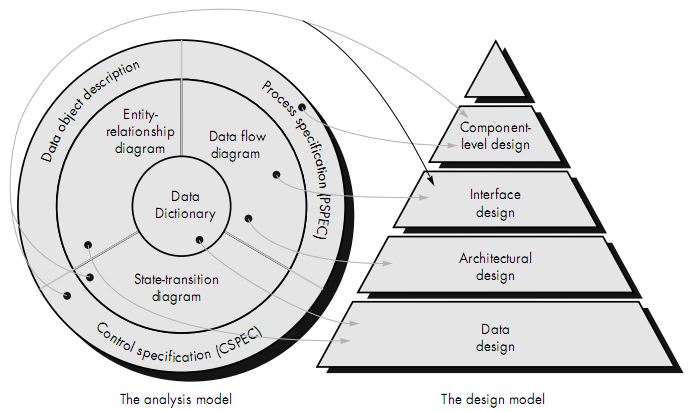 Data object description
Process specification (PSPEC)
Control specification (CSPEC)
Entity-
relationship
diagram
Data flow
diagram
Data
Dictionary
State-transition
diagram
The analysis model
Component-
level design
Interface
design
Architectural
design
Data
design
The design model